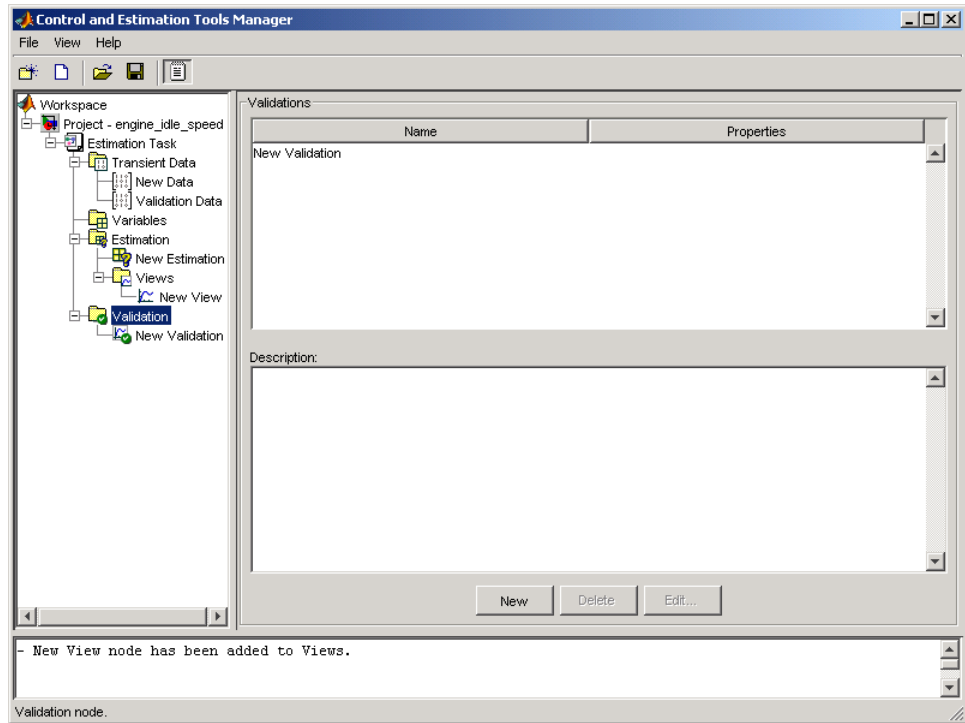 Control and Estimation Tools Manager
File View Help
Workspace
Project - engine_idle_speed
Estimation Task
Transient Data
New Data
Validation Data
Variables
Estimation
New Estimation
Views
New View
Validation
New Validation
Validations
Name Properties
New Validation
Description:
New Delete Edit...
- New View node has been added to Views.
Validation node.